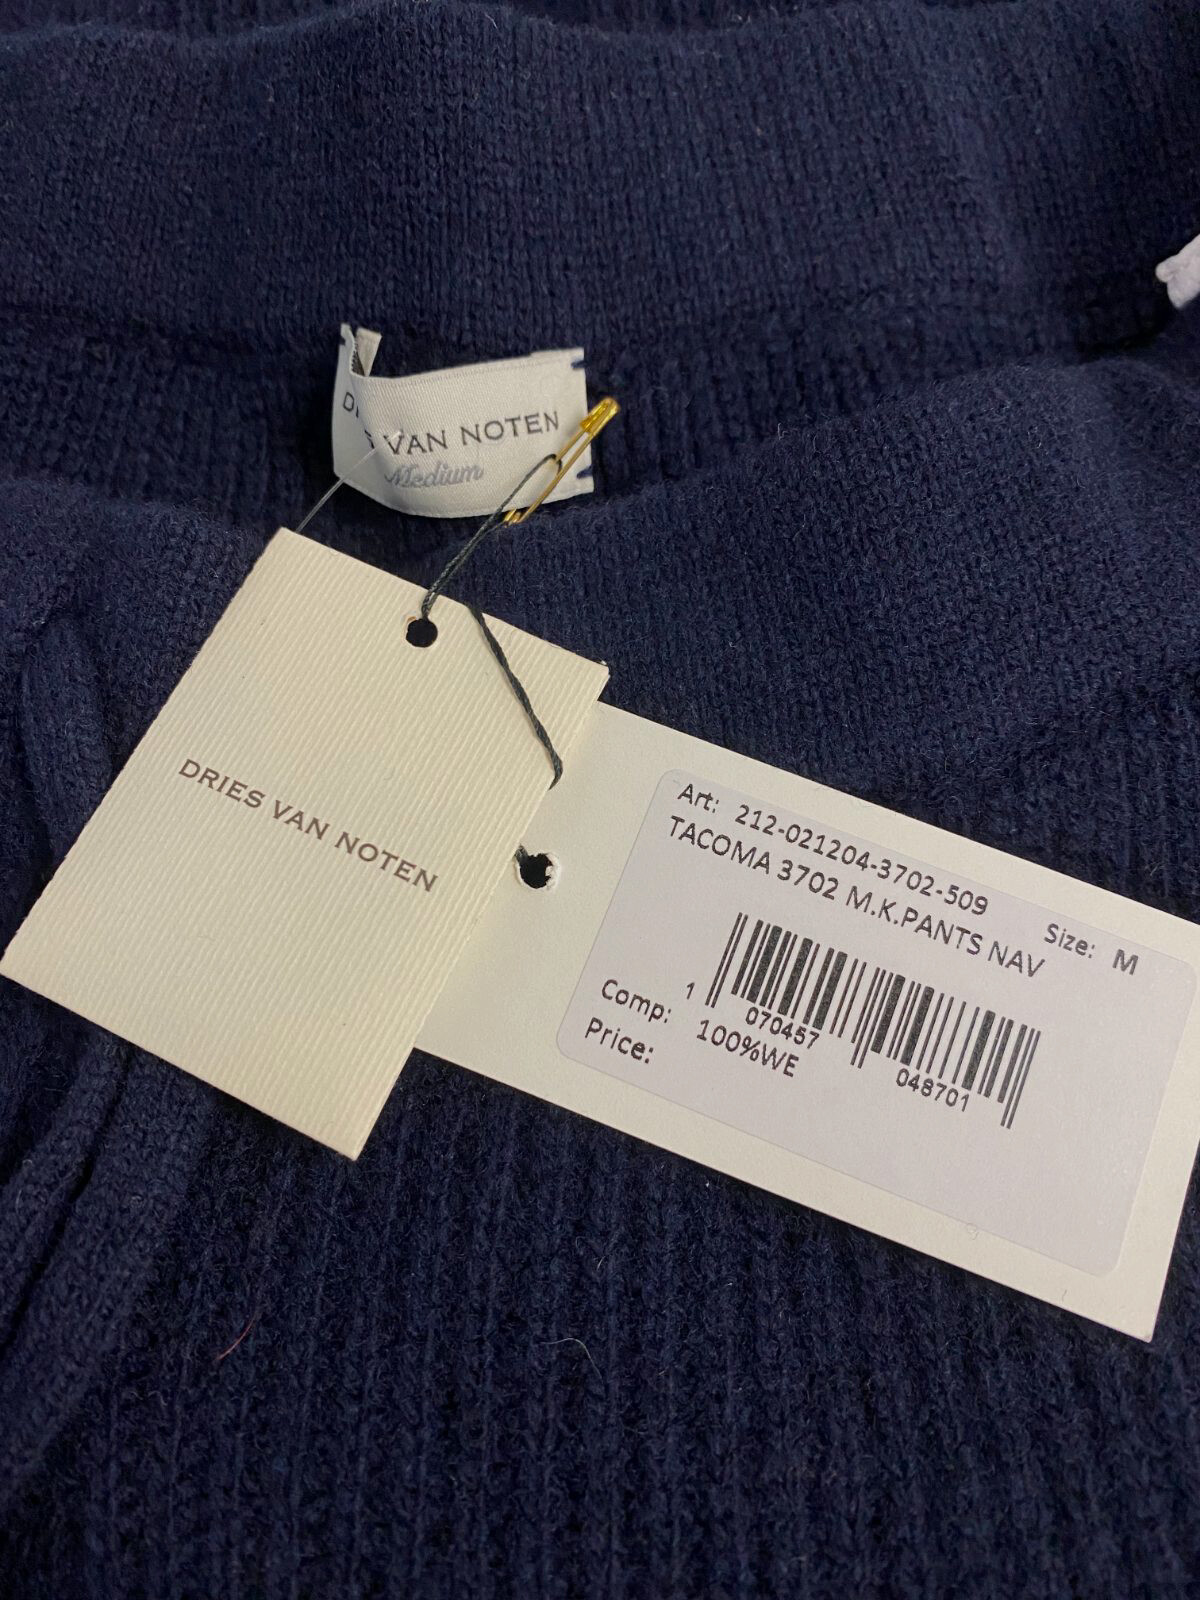 D S VAN NOTEN
Medium
DRIES VAN NOTEN
Art: 212-021204-3702-509
TACOMA 3702 M.K.PANTS NAV
Size: M
1 070457 048701
Comp: 100%WE
Price: